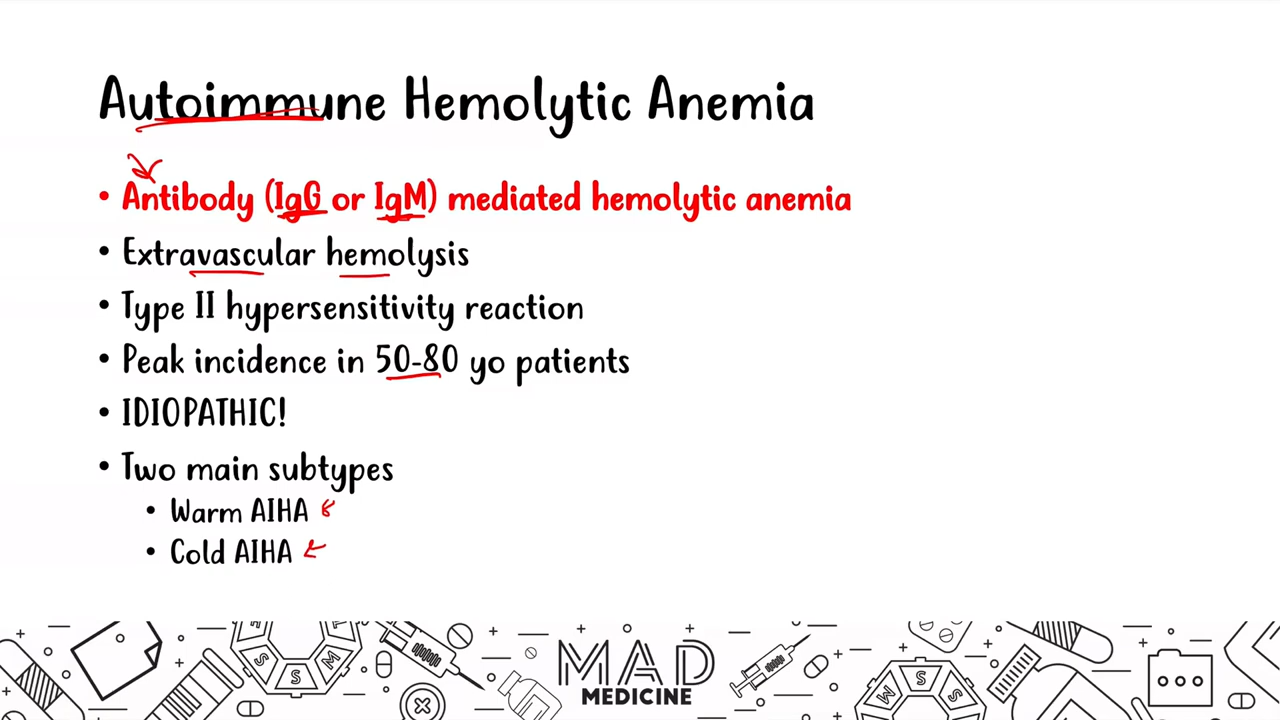 Autoimmune Hemolytic Anemia
• Antibody (IgG or IgM) mediated hemolytic anemia
• Extravascular hemolysis
• Type II hypersensitivity reaction
• Peak incidence in 50-80 yo patients
• IDIOPATHIC!
• Two main subtypes
• Warm AIHA
• Cold AIHA
S S M
M S S
MAD
MEDICINE